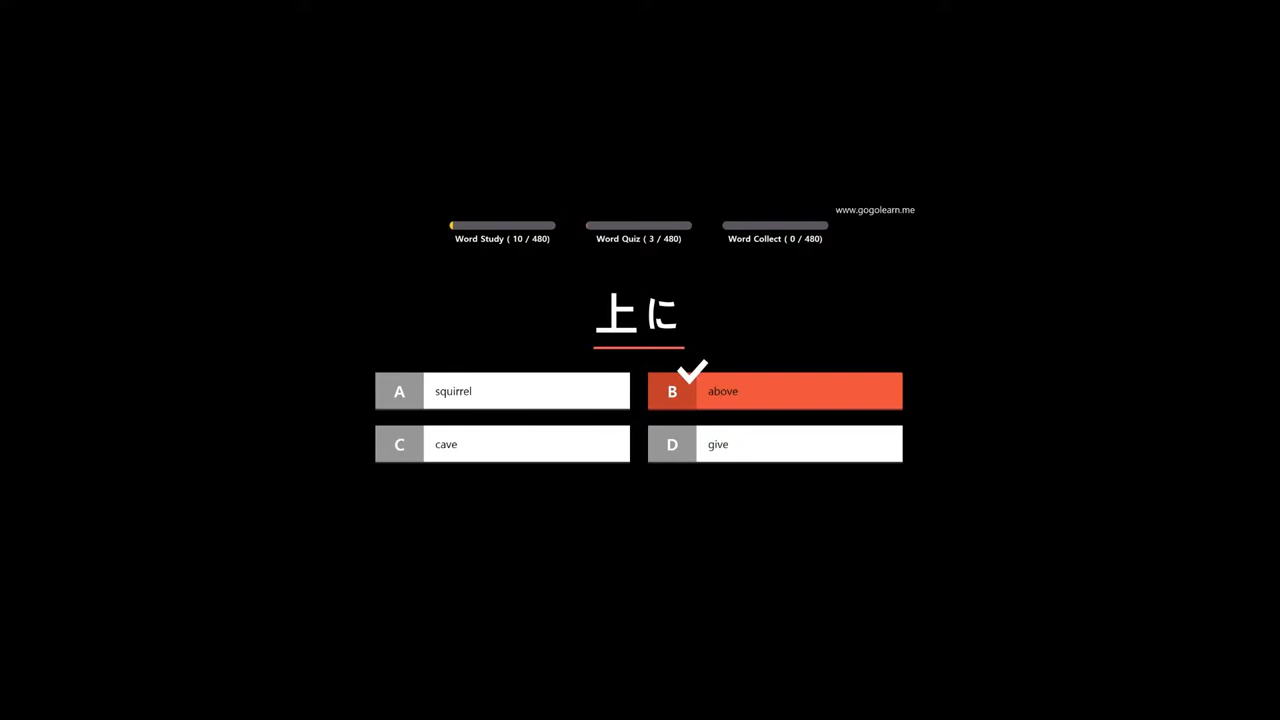 www.gogolearn.me
Word Study ( 10 / 480)
Word Quiz ( 3 / 480)
Word Collect ( 0 / 480)
上に
A squirrel
B above
C cave
D give